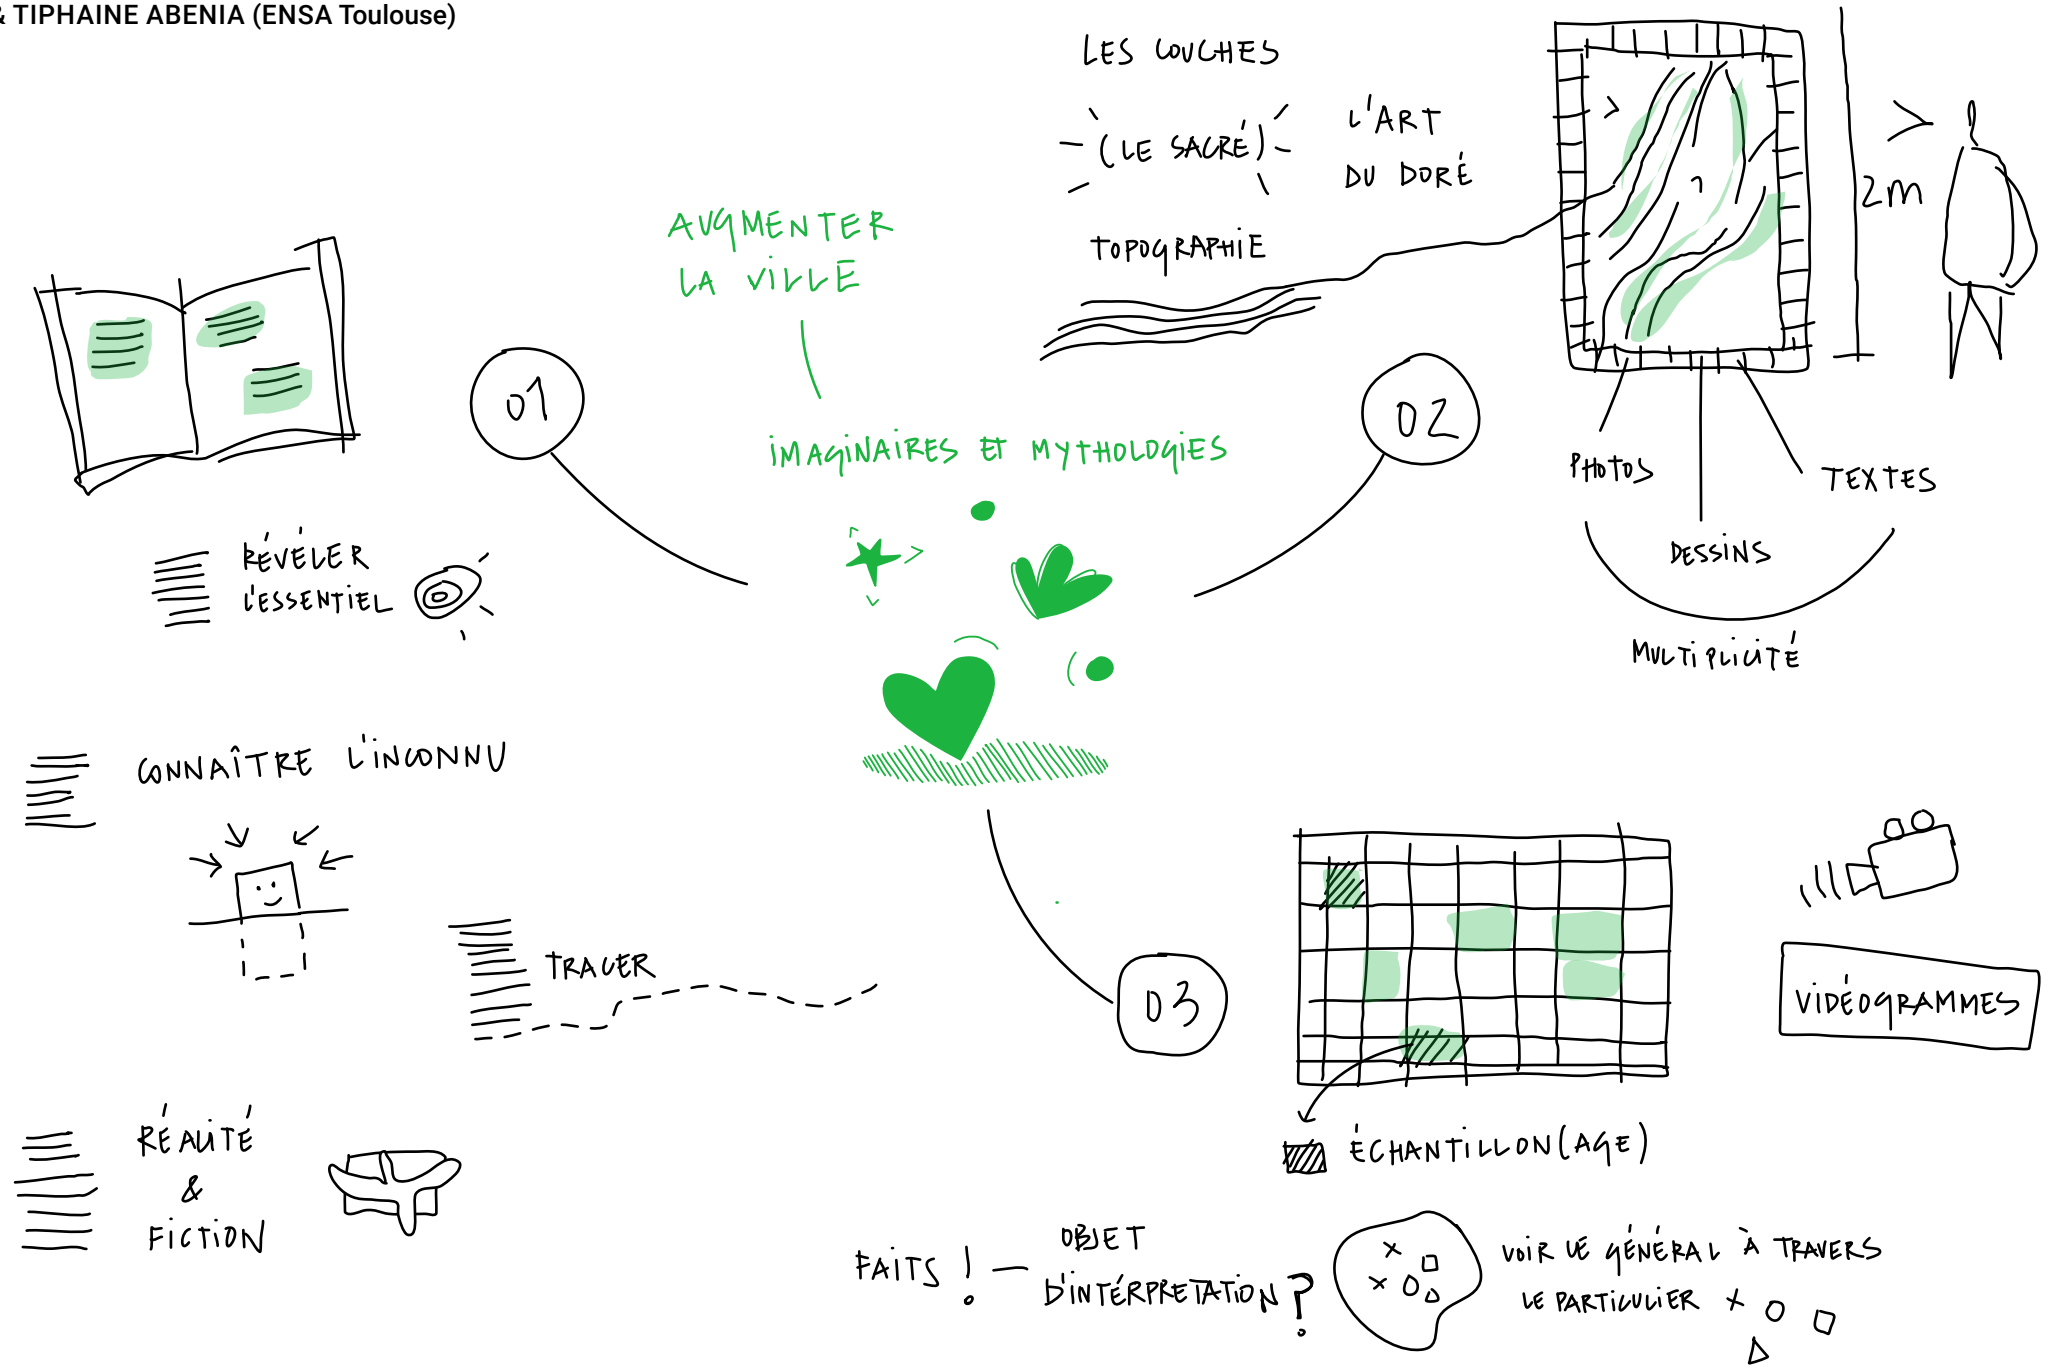 & TIPHAINE ABENIA (ENSA Toulouse)
AUGMENTER
LA VILLE
IMAGINAIRES ET MYTHOLOGIES
01
RÉVÉLER
L'ESSENTIEL
CONNAÎTRE L'INCONNU
TRACER
RÉALITÉ
&
FICTION
02
LES COUCHES
(LE SACRÉ)
L'ART
DU DORÉ
TOPOGRAPHIE
> 2M
PHOTOS
DESSINS
TEXTES
MULTIPLICITÉ
03
VIDÉOGRAMMES
ÉCHANTILLON(AGE)
FAITS ! — OBJET
D'INTÉRPRETATION ?
VOIR LE GÉNÉRAL À TRAVERS
LE PARTICULIER